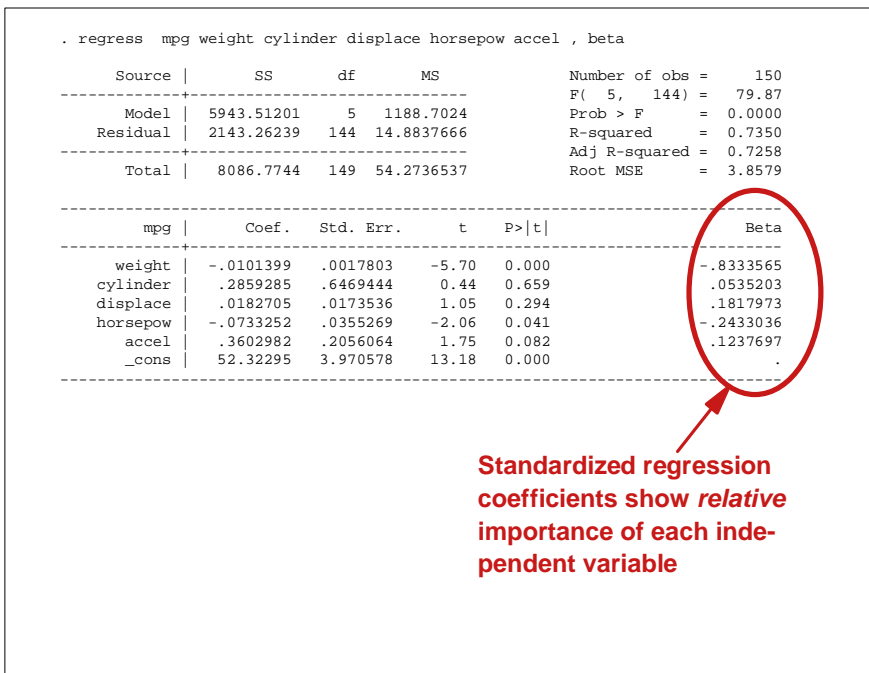 . regress  mpg weight cylinder displace horsepow accel , beta
Source |       SS       df       MS              Number of obs =     150
-------------+------------------------------              F(  5,   144) =   79.87
Model |  5943.51201     5   1188.7024              Prob > F      =  0.0000
Residual |  2143.26239   144  14.8837666              R-squared     =  0.7350
-------------+------------------------------              Adj R-squared =  0.7258
Total |   8086.7744   149  54.2736537              Root MSE      =  3.8579
------------------------------------------------------------------------------
mpg |      Coef.   Std. Err.      t    P>|t|                       Beta
-------------+----------------------------------------------------------------
weight |  -.0101399   .0017803    -5.70   0.000                  -.8333565
cylinder |   .2859285   .6469444     0.44   0.659                   .0535203
displace |   .0182705   .0173536     1.05   0.294                   .1817973
horsepow |  -.0733252   .0355269    -2.06   0.041                  -.2433036
accel |   .3602982   .2056064     1.75   0.082                   .1237697
_cons |   52.32295   3.970578    13.18   0.000                          .
------------------------------------------------------------------------------
Standardized regression
coefficients show relative
importance of each inde-
pendent variable